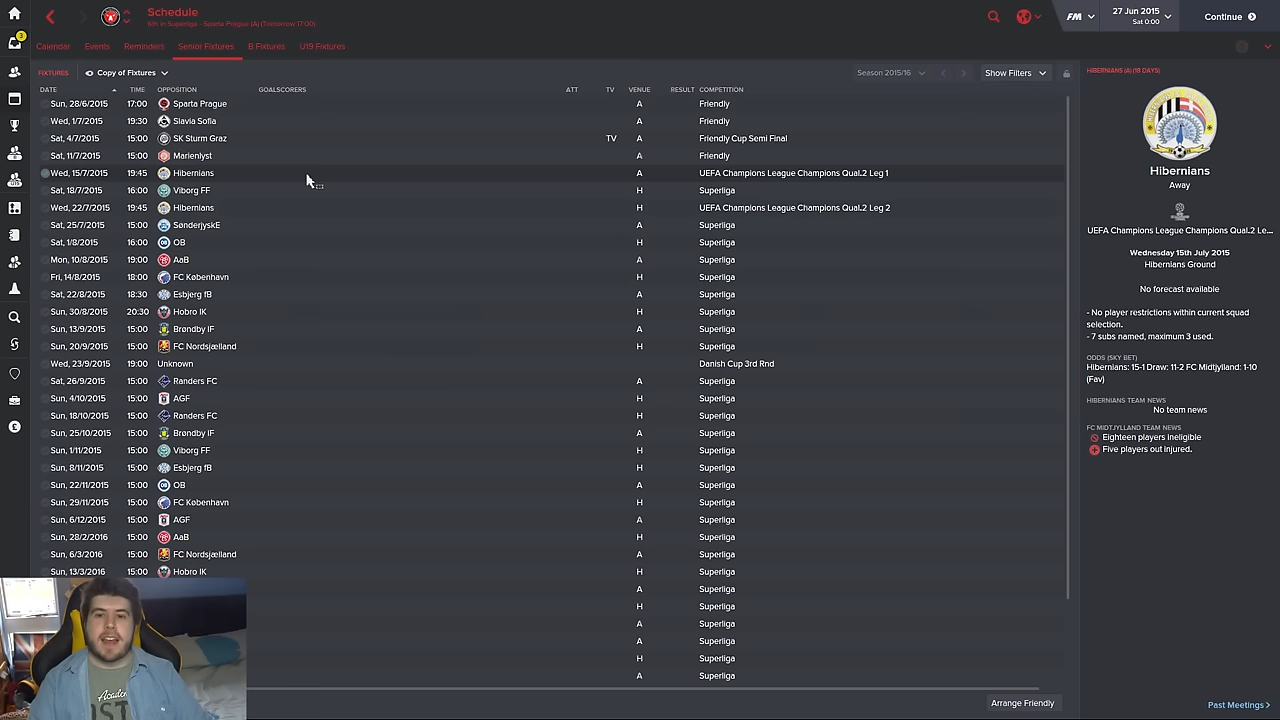 Schedule
6th in Superliga - Sparta Prague (A) (Tomorrow 17:00)
FM
27 Jun 2015
Sat 0:00
Continue
3
Calendar Events Reminders Senior Fixtures B Fixtures U19 Fixtures
FIXTURES Copy of Fixtures Season 2015/16 Show Filters
DATE TIME OPPOSITION GOALSCORERS ATT TV VENUE RESULT COMPETITION
Sun, 28/6/2015 17:00 Sparta Prague A Friendly
Wed, 1/7/2015 19:30 Slavia Sofia A Friendly
Sat, 4/7/2015 15:00 SK Sturm Graz TV A Friendly Cup Semi Final
Sat, 11/7/2015 15:00 Marienlyst A Friendly
Wed, 15/7/2015 19:45 Hibernians A UEFA Champions League Champions Qual.2 Leg 1
Sat, 18/7/2015 16:00 Viborg FF H Superliga
Wed, 22/7/2015 19:45 Hibernians H UEFA Champions League Champions Qual.2 Leg 2
Sat, 25/7/2015 15:00 SønderjyskE A Superliga
Sat, 1/8/2015 16:00 OB H Superliga
Mon, 10/8/2015 19:00 AaB A Superliga
Fri, 14/8/2015 18:00 FC København H Superliga
Sat, 22/8/2015 18:30 Esbjerg fB A Superliga
Sun, 30/8/2015 20:30 Hobro IK H Superliga
Sun, 13/9/2015 15:00 Brøndby IF A Superliga
Sun, 20/9/2015 15:00 FC Nordsjælland H Superliga
Wed, 23/9/2015 19:00 Unknown Danish Cup 3rd Rnd
Sat, 26/9/2015 15:00 Randers FC A Superliga
Sun, 4/10/2015 15:00 AGF H Superliga
Sun, 18/10/2015 15:00 Randers FC H Superliga
Sun, 25/10/2015 15:00 Brøndby IF A Superliga
Sun, 1/11/2015 15:00 Viborg FF H Superliga
Sun, 8/11/2015 15:00 Esbjerg fB H Superliga
Sun, 22/11/2015 15:00 OB A Superliga
Sun, 29/11/2015 15:00 FC København H Superliga
Sun, 6/12/2015 15:00 AGF A Superliga
Sun, 28/2/2016 15:00 AaB H Superliga
Sun, 6/3/2016 15:00 FC Nordsjælland A Superliga
Sun, 13/3/2016 15:00 Hobro IK H Superliga
A Superliga
H Superliga
A Superliga
A Superliga
H Superliga
A Superliga
Arrange Friendly
HIBERNIANS (A) (18 DAYS)
Hibernians
Away
UEFA Champions League Champions Qual.2 Le...
Wednesday 15th July 2015
Hibernians Ground
No forecast available
- No player restrictions within current squad
selection.
- 7 subs named, maximum 3 used.
ODDS (SKY BET)
Hibernians: 15-1 Draw: 11-2 FC Midtjylland: 1-10
(Fav)
HIBERNIANS TEAM NEWS
No team news
FC MIDTJYLLAND TEAM NEWS
Eighteen players ineligible
Five players out injured.
Past Meetings >